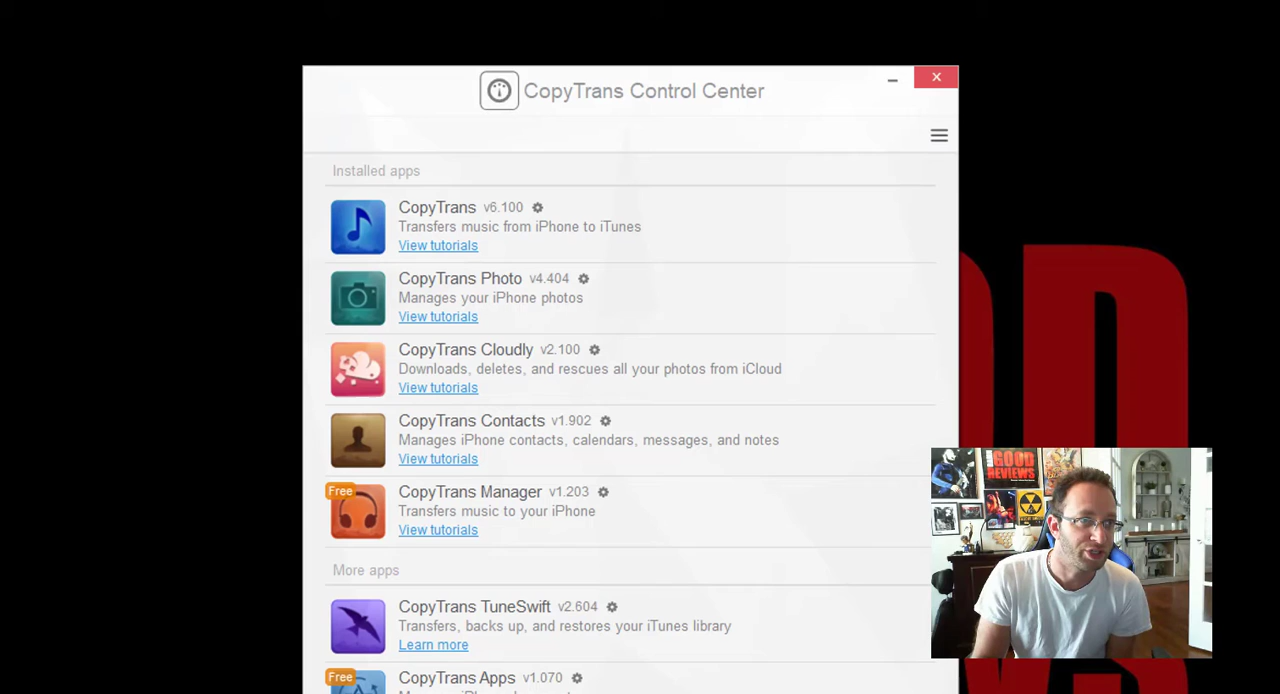 CopyTrans Control Center
Installed apps
CopyTrans v6.100
Transfers music from iPhone to iTunes
View tutorials
CopyTrans Photo v4.404
Manages your iPhone photos
View tutorials
CopyTrans Cloudly v2.100
Downloads, deletes, and rescues all your photos from iCloud
View tutorials
CopyTrans Contacts v1.902
Manages iPhone contacts, calendars, messages, and notes
View tutorials
Free
CopyTrans Manager v1.203
Transfers music to your iPhone
View tutorials
More apps
CopyTrans TuneSwift v2.604
Transfers, backs up, and restores your iTunes library
Learn more
Free
CopyTrans Apps v1.070
GOOD
REVIEWS